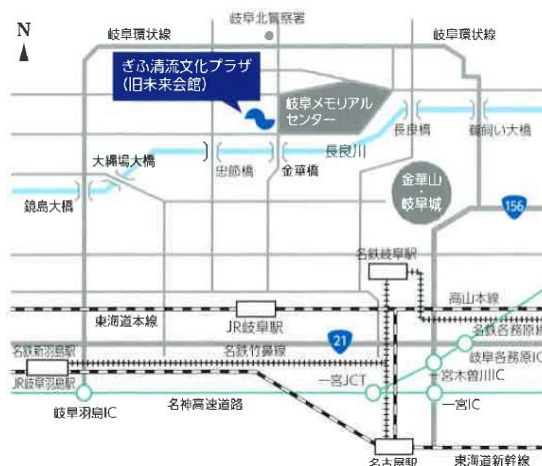 岐阜北警察署
N
岐阜環状線
岐阜環状線
ぎふ清流文化プラザ
(旧未来会館)
岐阜メモリアル
センター
長良橋
鵜飼い大橋
大縄場大橋
忠節橋
金華橋
長良川
鏡島大橋
金華山
・
岐阜城
156
名鉄岐阜駅
高山本線
東海道本線
JR岐阜駅
名鉄各務原線
21
岐阜各務原IC
名鉄新羽島駅
名鉄竹鼻線
一宮木曽川IC
JR岐阜羽島駅
一宮JCT
岐阜羽島IC
名神高速道路
一宮IC
名古屋駅
東海道新幹線